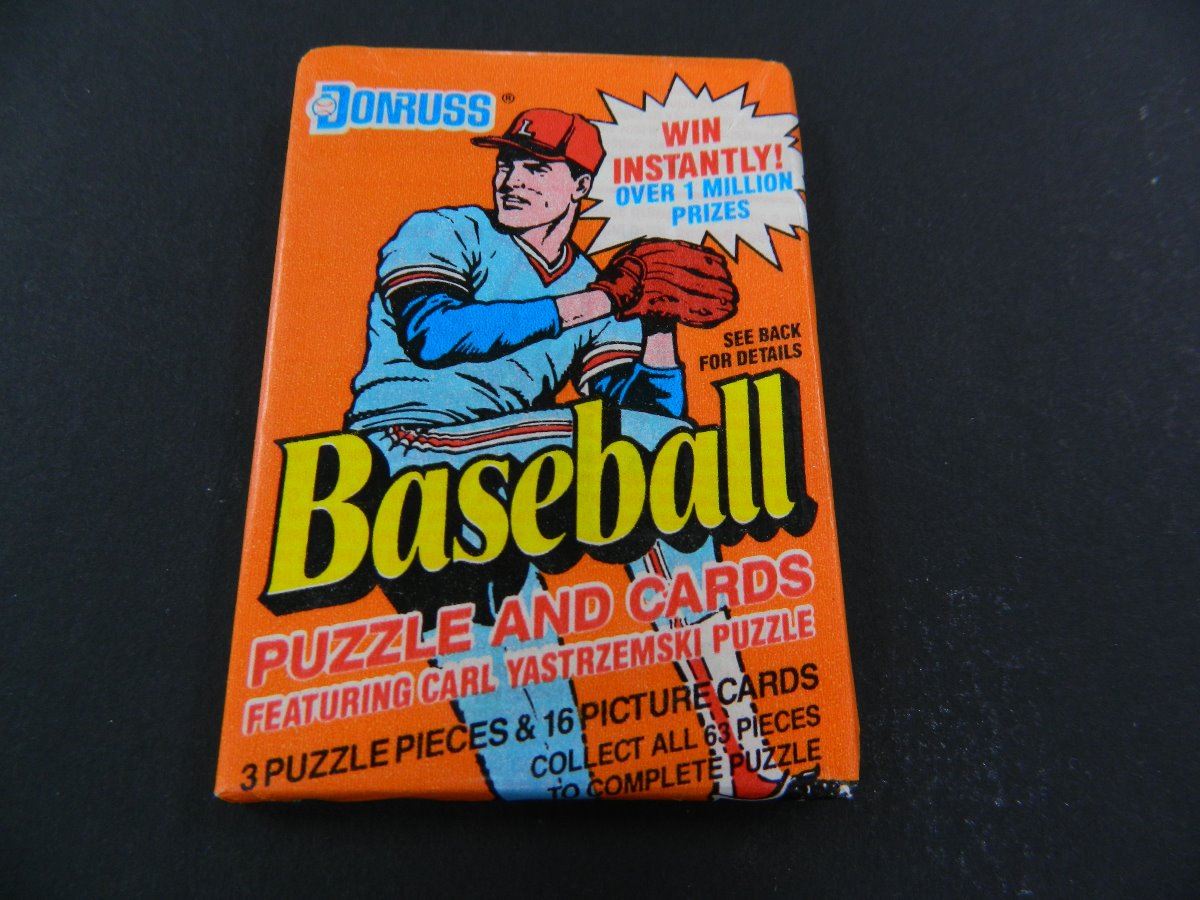 DONRUSS®
L
WIN
INSTANTLY!
OVER 1 MILLION
PRIZES
SEE BACK
FOR DETAILS
Baseball
PUZZLE AND CARDS
FEATURING CARL YASTRZEMSKI PUZZLE
3 PUZZLE PIECES & 16 PICTURE CARDS
COLLECT ALL 63 PIECES
TO COMPLETE PUZZLE